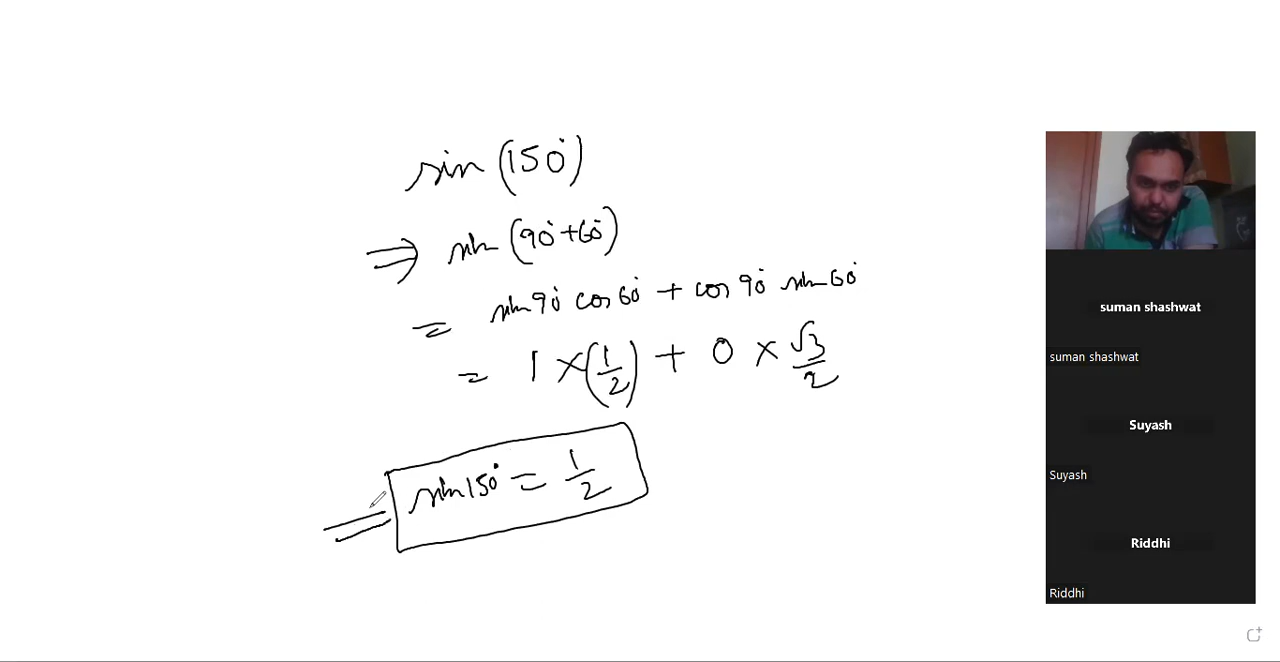 sin (150°)
⇒ sin (90°+60°)
= sin 90° cos 60° + cos 90° sin 60°
= 1 × (1/2) + 0 × √3/2
sin 150° = 1/2
suman shashwat
suman shashwat
Suyash
Suyash
Riddhi
Riddhi